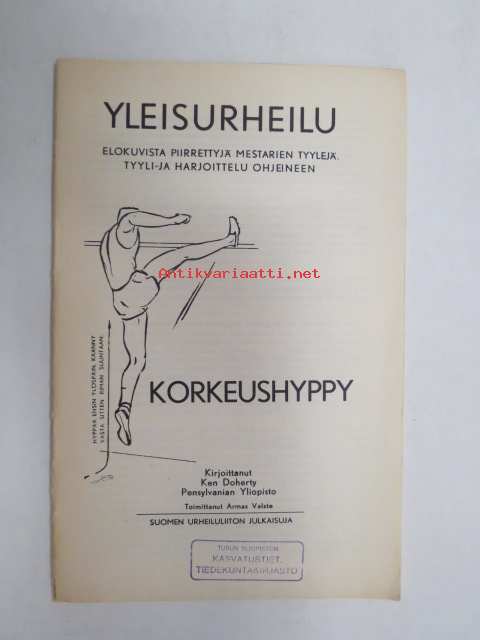 YLEISURHEILU
ELOKUVISTA PIIRRETTYJÄ MESTARIEN TYYLEJÄ.
TYYLI-JA HARJOITTELU OHJEINEEN
Antikvariaatti.net
HYPPÄÄ ENSIN YLÖSPÄIN, KÄÄNNY
VASTA SITTEN RIMAN SUUNTAAN.
KORKEUSHYPPY
Kirjoittanut
Ken Doherty
Pensylvanian Yliopisto
Toimittanut Armas Valste
SUOMEN URHEILULIITON JULKAISUJA
TURUN YLIOPISTON
KASVATUSTIET.
TIEDEKUNTAKIRJASTO